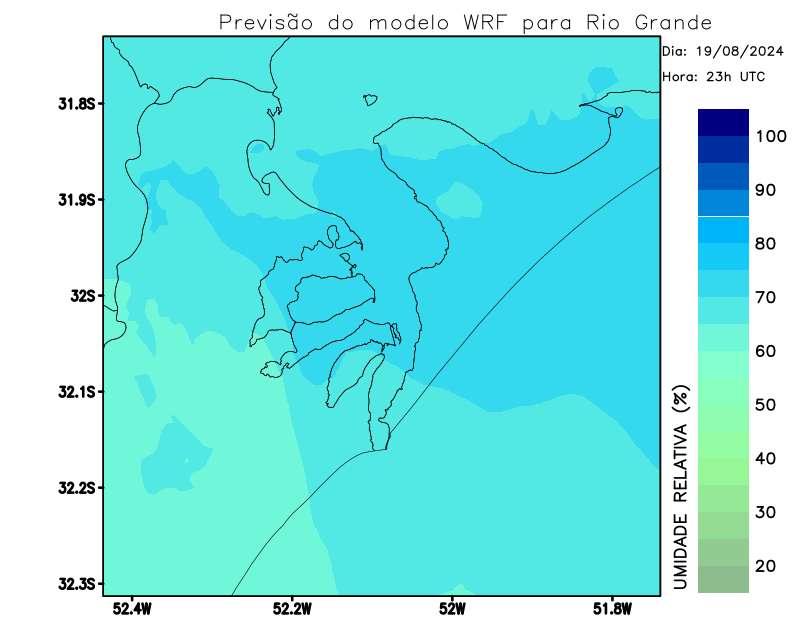 Previsão do modelo WRF para Rio Grande
Dia: 19/08/2024
Hora: 23h UTC
31.8S
31.9S
32S
32.1S
32.2S
32.3S
52.4W
52.2W
52W
51.8W
UMIDADE RELATIVA (%)
100
90
80
70
60
50
40
30
20